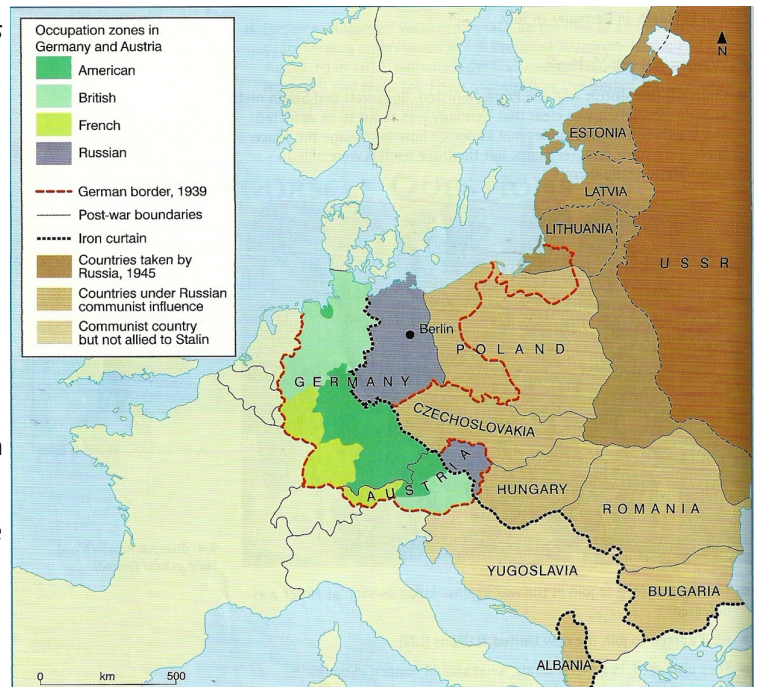 Occupation zones in
Germany and Austria
American
British
French
Russian
German border, 1939
Post-war boundaries
Iron curtain
Countries taken by
Russia, 1945
Countries under Russian
communist influence
Communist country
but not allied to Stalin
N
ESTONIA
LATVIA
LITHUANIA
USSR
Berlin
POLAND
GERMANY
CZECHOSLOVAKIA
AUSTRIA
HUNGARY
ROMANIA
YUGOSLAVIA
BULGARIA
ALBANIA
0 km 500